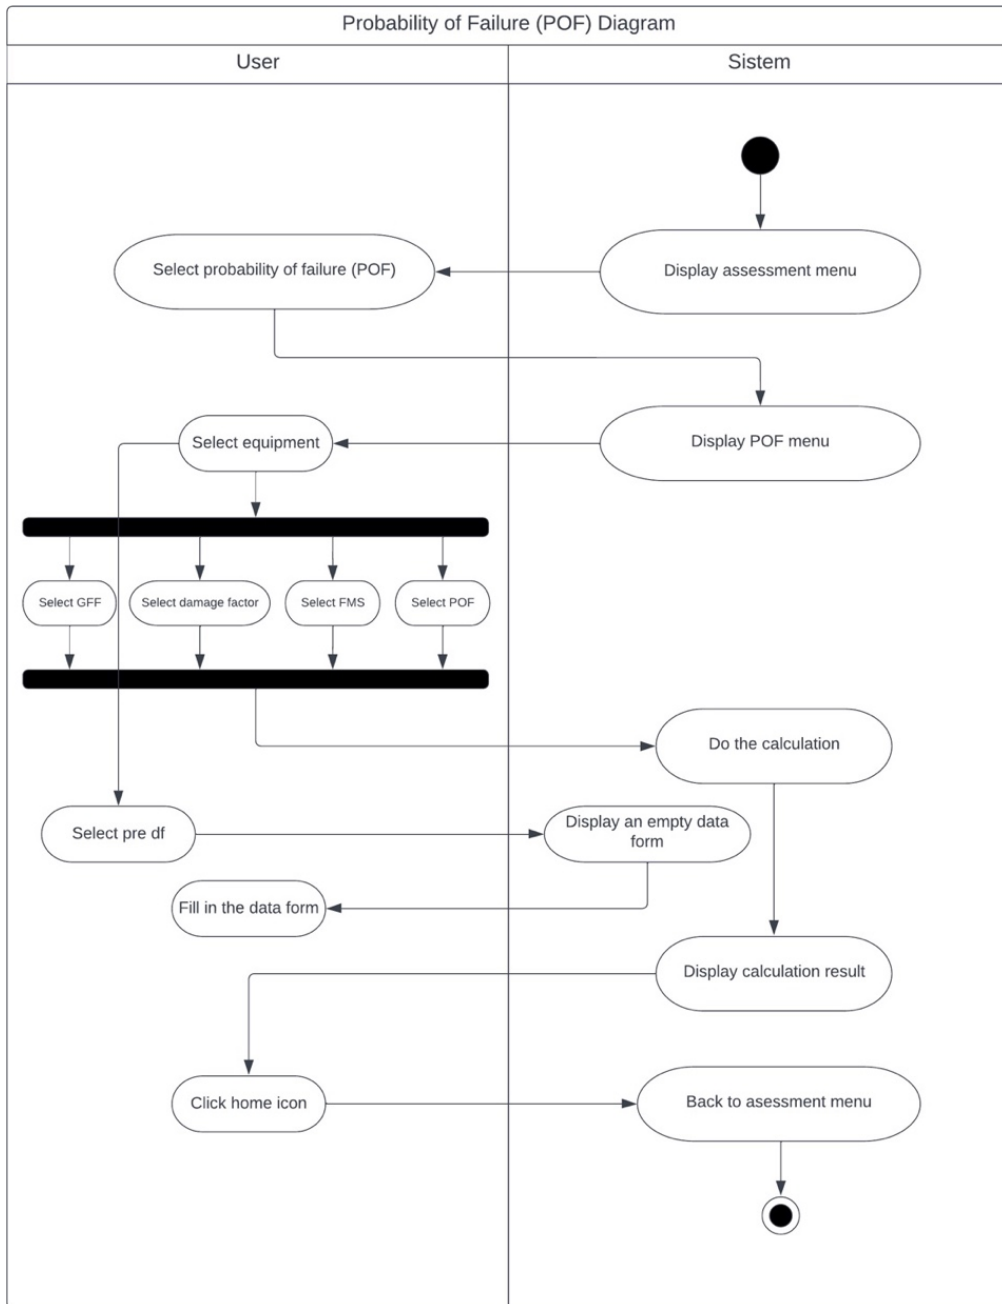 Probability of Failure (POF) Diagram
User
Sistem
Display assessment menu
Select probability of failure (POF)
Display POF menu
Select equipment
Select GFF
Select damage factor
Select FMS
Select POF
Do the calculation
Select pre df
Display an empty data
form
Fill in the data form
Display calculation result
Click home icon
Back to asessment menu